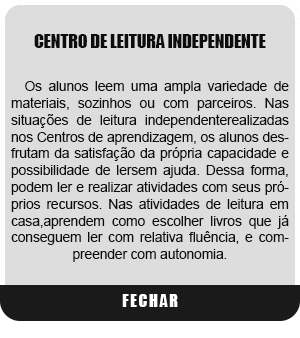 CENTRO DE LEITURA INDEPENDENTE
Os alunos leem uma ampla variedade de
materiais, sozinhos ou com parceiros. Nas
situações de leitura independenterealizadas
nos Centros de aprendizagem, os alunos des-
frutam da satisfação da própria capacidade e
possibilidade de lersem ajuda. Dessa forma,
podem ler e realizar atividades com seus pró-
prios recursos. Nas atividades de leitura em
casa,aprendem como escolher livros que já
conseguem ler com relativa fluência, e com-
preender com autonomia.
FECHAR